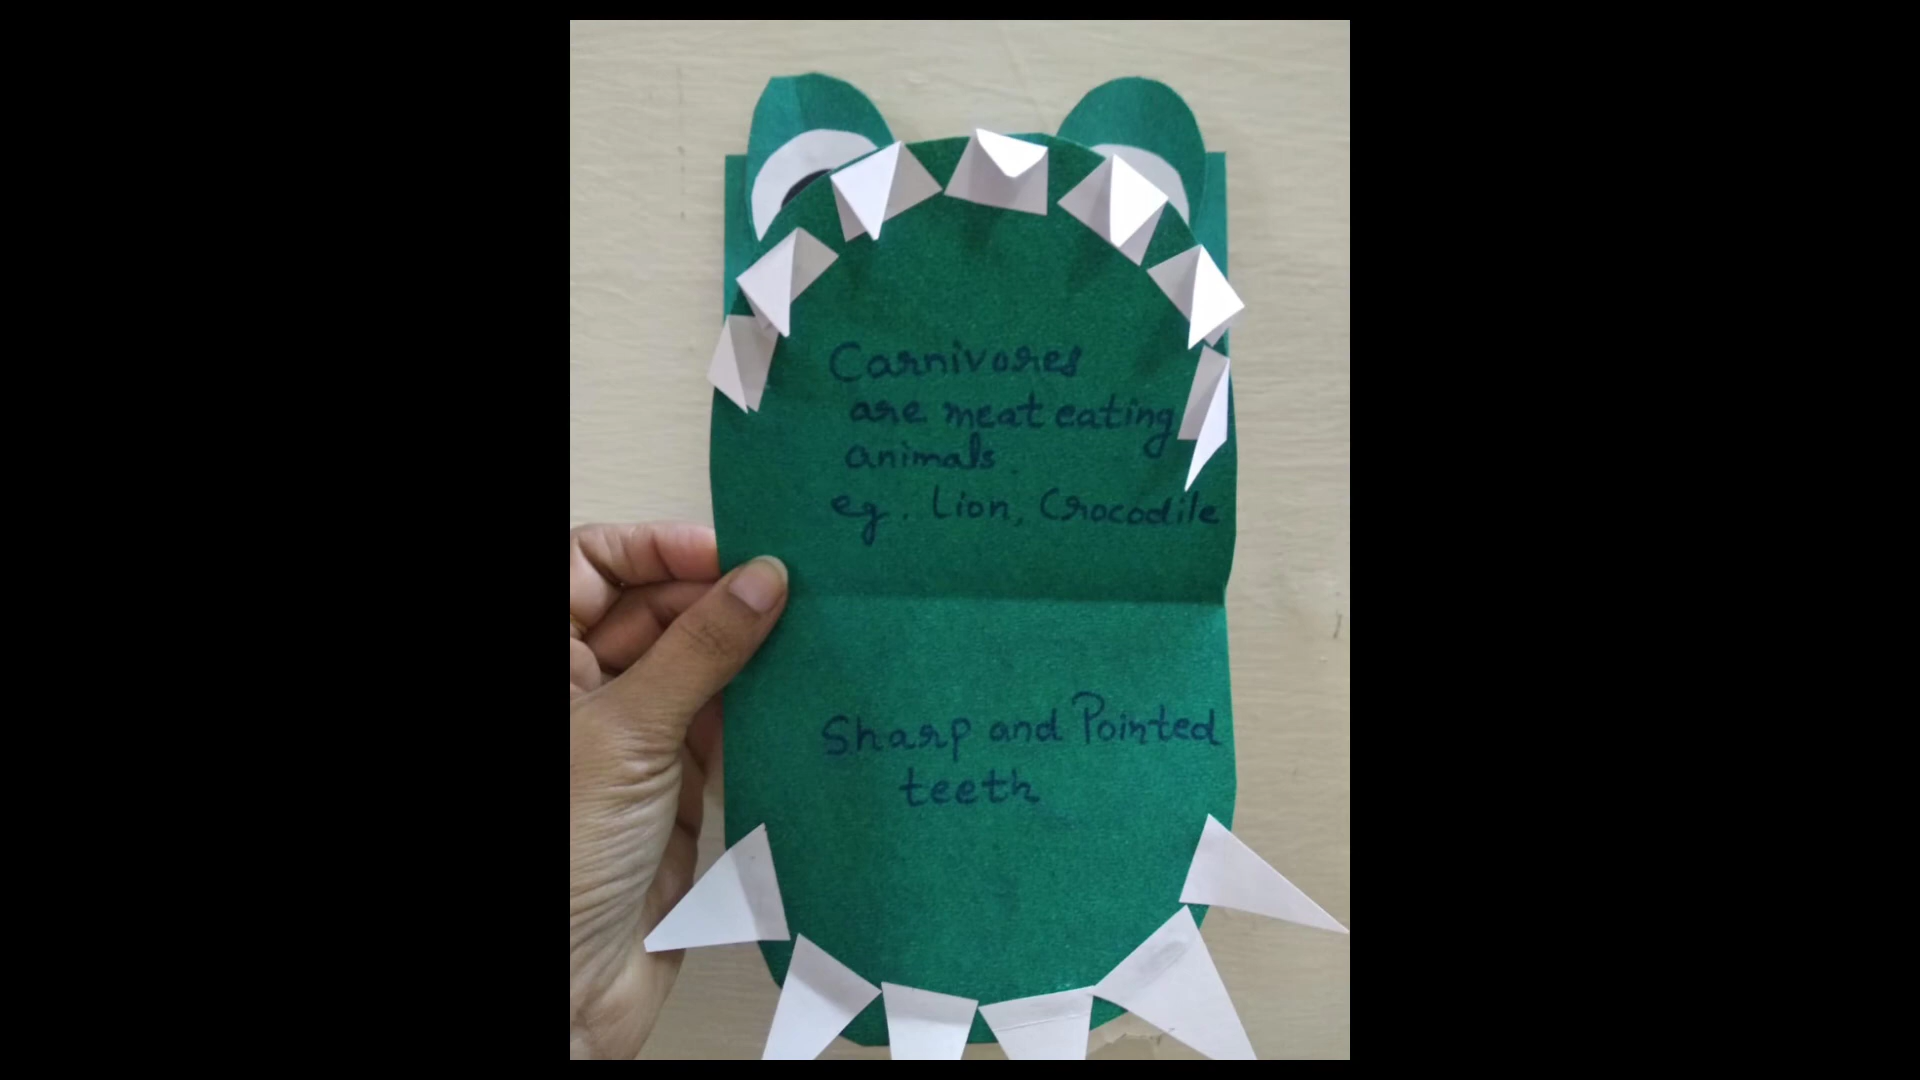 Carnivores
are meat eating
animals.
eg. Lion, Crocodile
Sharp and Pointed
teeth